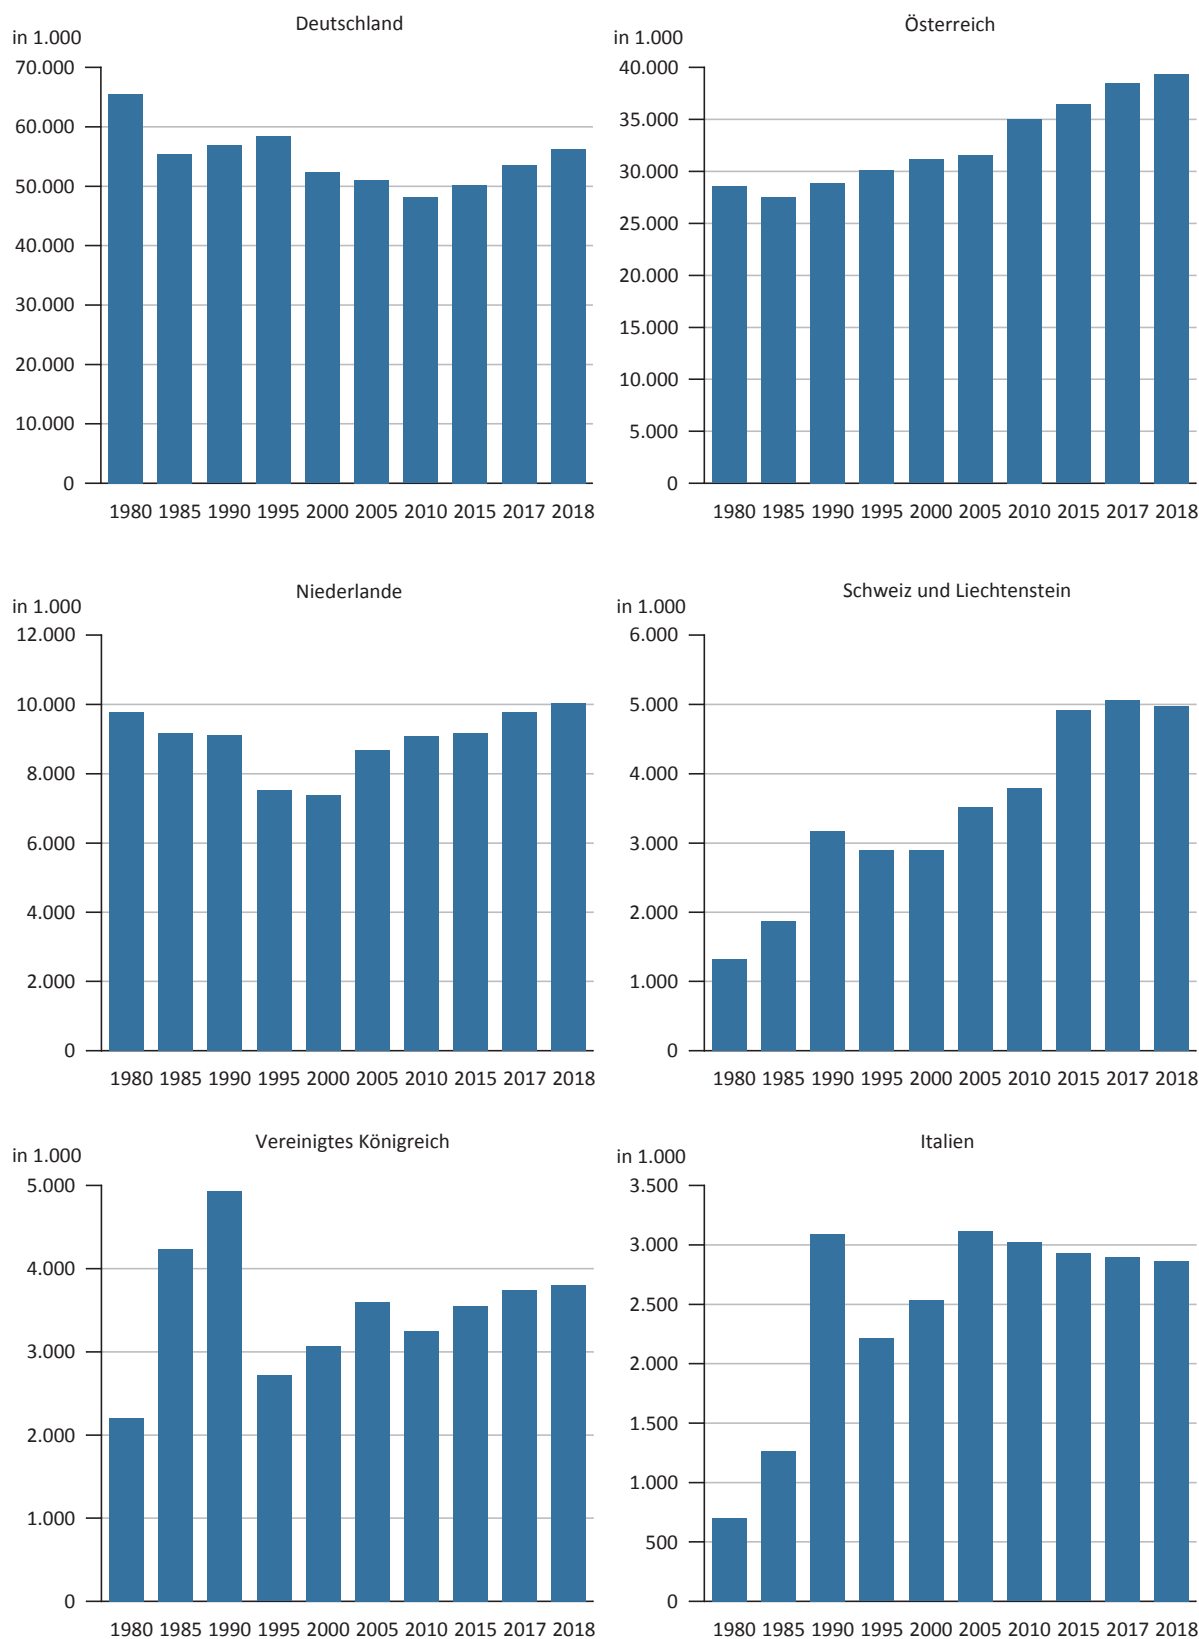 Deutschland
in 1.000
70.000
60.000
50.000
40.000
30.000
20.000
10.000
0
1980 1985 1990 1995 2000 2005 2010 2015 2017 2018
Österreich
in 1.000
40.000
35.000
30.000
25.000
20.000
15.000
10.000
5.000
0
1980 1985 1990 1995 2000 2005 2010 2015 2017 2018
Niederlande
in 1.000
12.000
10.000
8.000
6.000
4.000
2.000
0
1980 1985 1990 1995 2000 2005 2010 2015 2017 2018
Schweiz und Liechtenstein
in 1.000
6.000
5.000
4.000
3.000
2.000
1.000
0
1980 1985 1990 1995 2000 2005 2010 2015 2017 2018
Vereinigtes Königreich
in 1.000
5.000
4.000
3.000
2.000
1.000
0
1980 1985 1990 1995 2000 2005 2010 2015 2017 2018
Italien
in 1.000
3.500
3.000
2.500
2.000
1.500
1.000
500
0
1980 1985 1990 1995 2000 2005 2010 2015 2017 2018